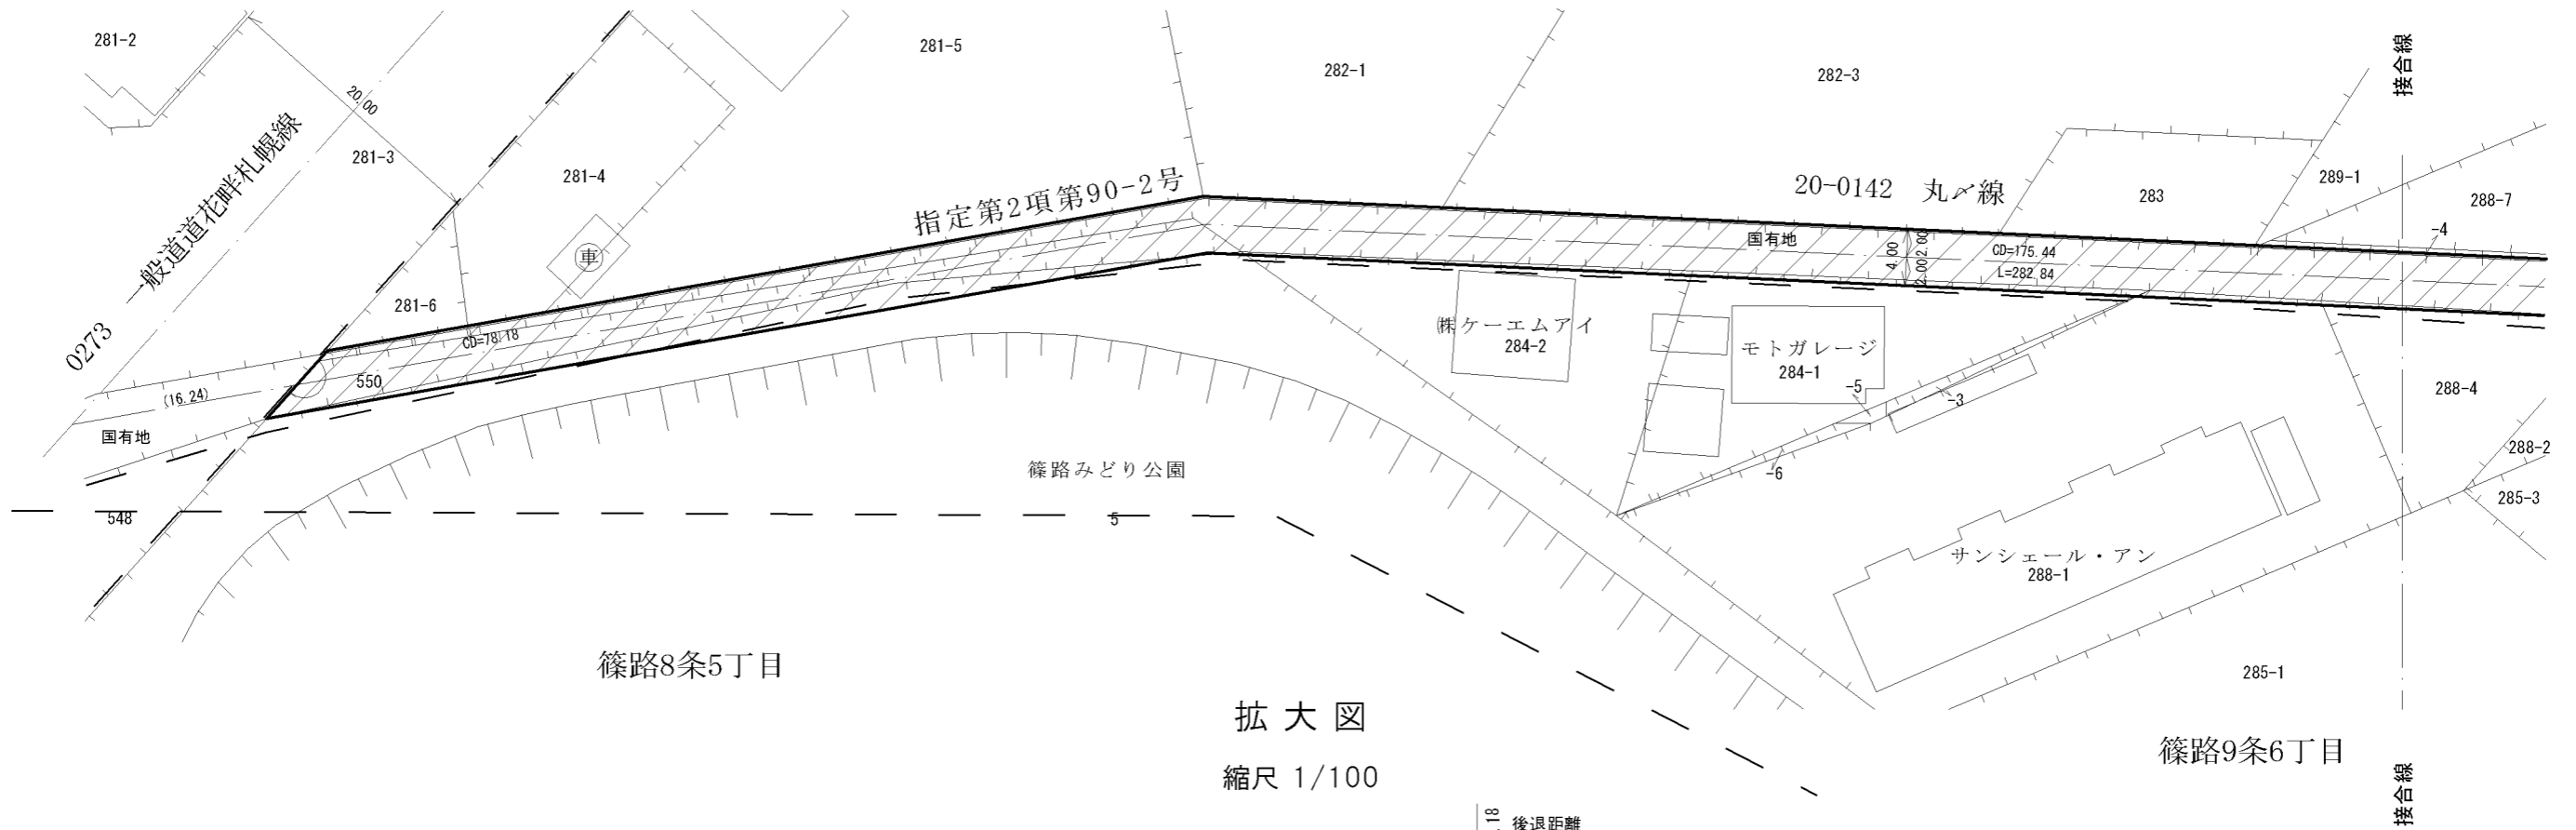 281-2
281-5
282-1
282-3
接合線
20.00
一般道道花畔札幌線
281-3
281-4
指定第2項第90-2号
20-0142 丸〆線
283
289-1
288-7
-4
国有地
4.00
2.00
2.00
CD=175.44
L=282.84
車
281-6
0273
CD=78.18
550
(16.24)
国有地
㈱ケーエムアイ
284-2
モトガレージ
284-1
-5
-3
-6
288-4
288-2
285-3
篠路みどり公園
548
5
サンシェール・アン
288-1
篠路8条5丁目
285-1
拡大図
縮尺 1/100
篠路9条6丁目
接合線
.18
後退距離